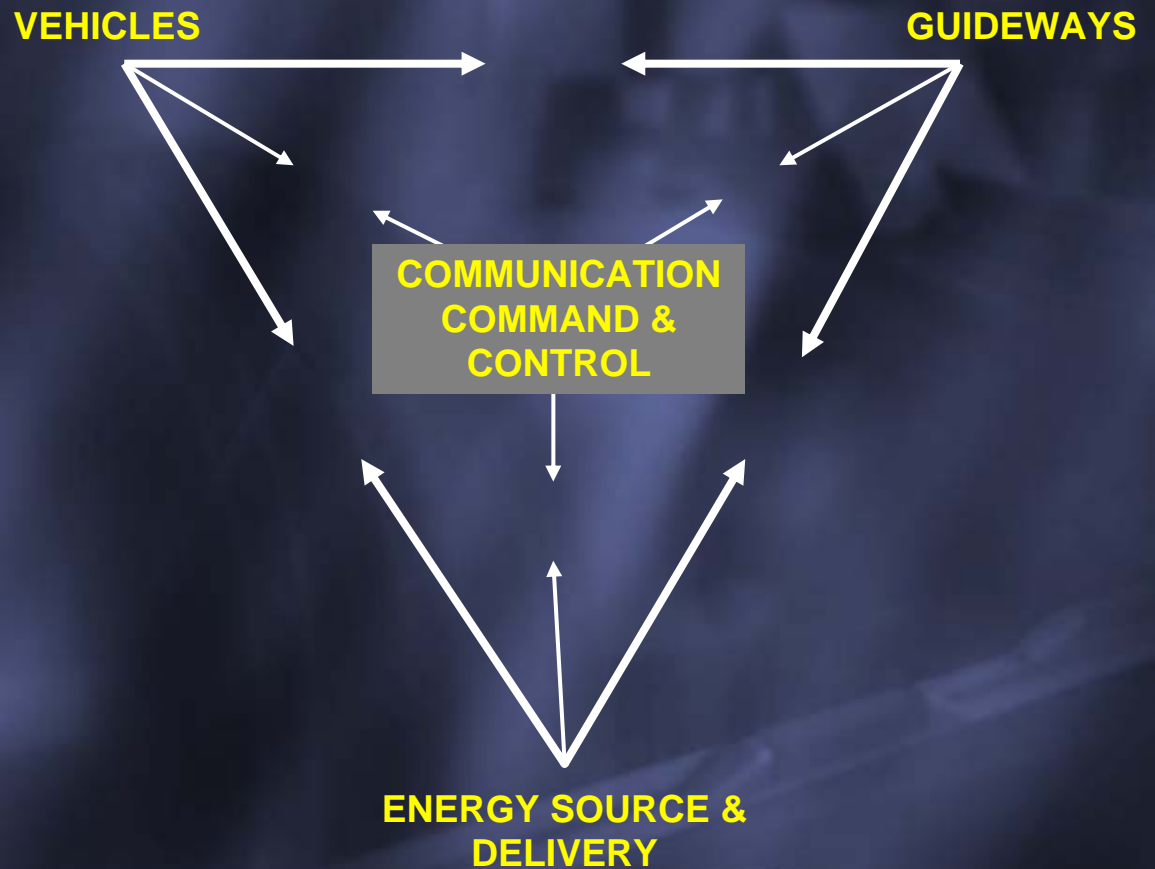 VEHICLES
GUIDEWAYS
COMMUNICATION
COMMAND &
CONTROL
ENERGY SOURCE &
DELIVERY